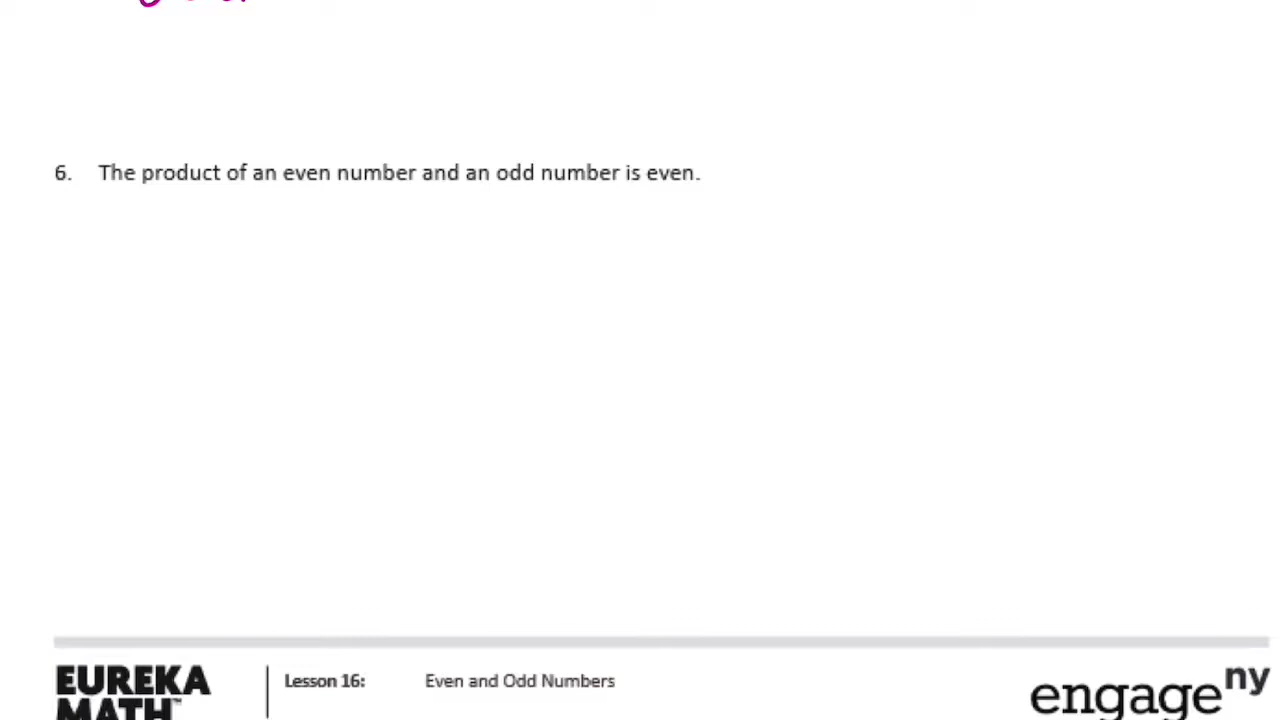 6. The product of an even number and an odd number is even.
EUREKA
MATH™
Lesson 16: Even and Odd Numbers
engageny